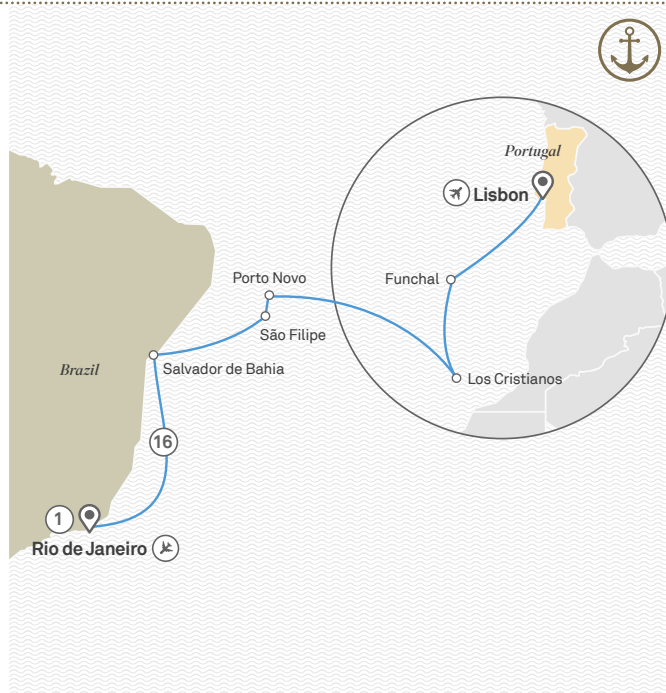 Portugal
Lisbon
Funchal
Porto Novo
São Filipe
Los Cristianos
Brazil
Salvador de Bahia
16
1
Rio de Janeiro